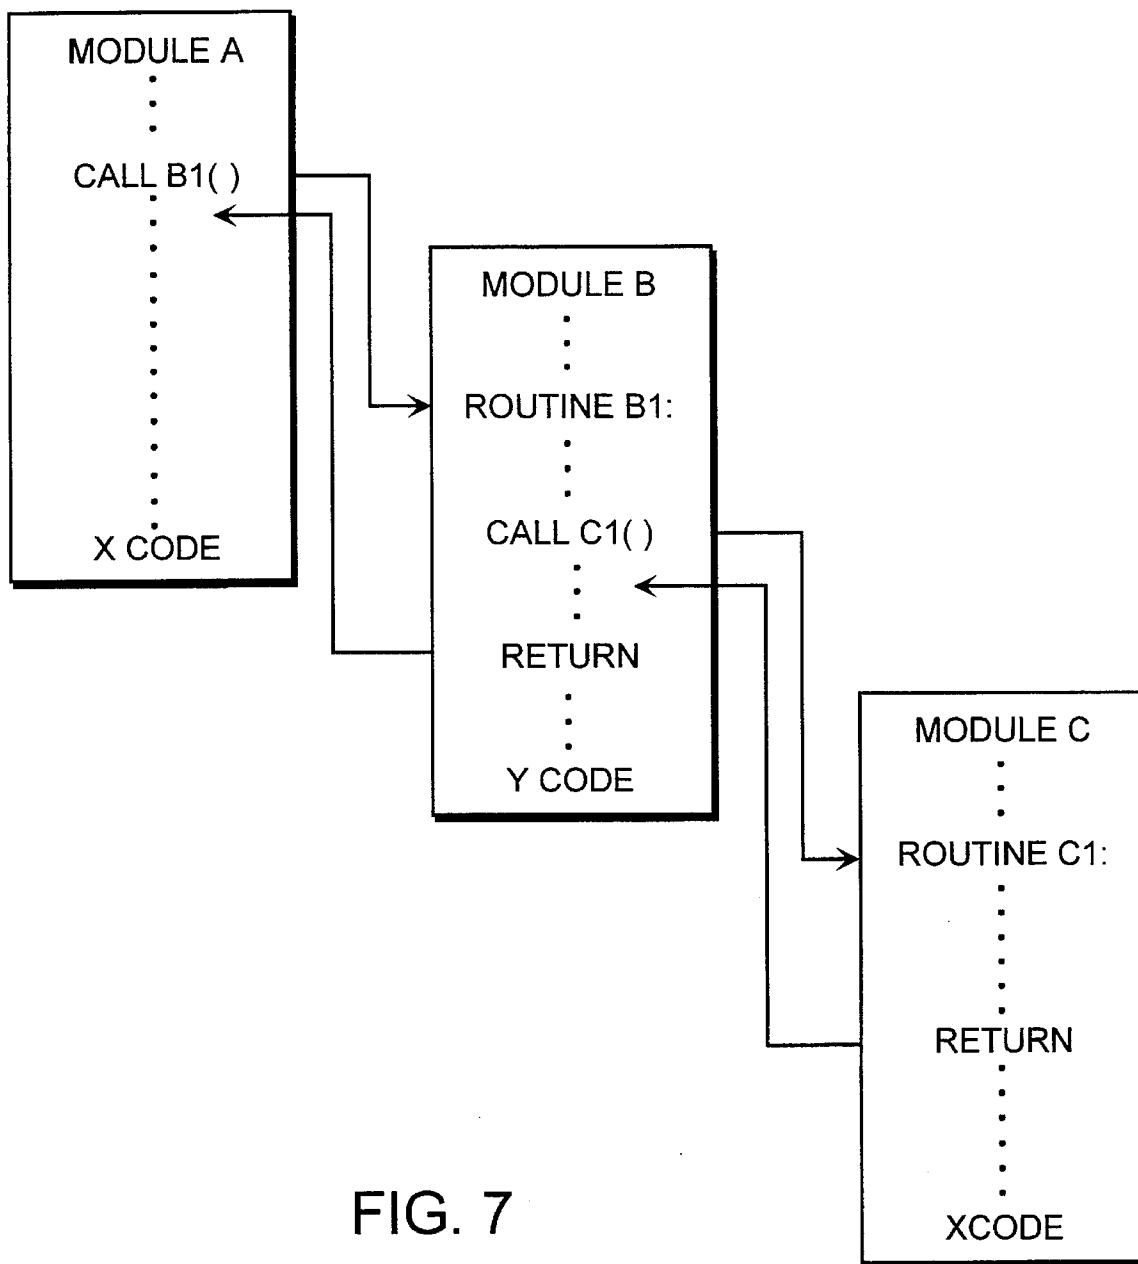 MODULE A
CALL B1( )
X CODE
MODULE B
ROUTINE B1:
CALL C1( )
RETURN
Y CODE
MODULE C
ROUTINE C1:
RETURN
XCODE
FIG. 7